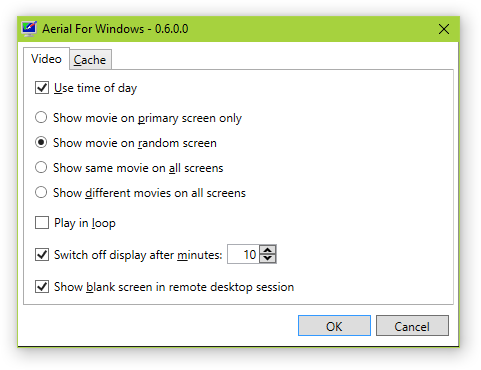 Aerial For Windows - 0.6.0.0
Video Cache
Use time of day
Show movie on primary screen only
Show movie on random screen
Show same movie on all screens
Show different movies on all screens
Play in loop
Switch off display after minutes: 10
Show blank screen in remote desktop session
OK Cancel